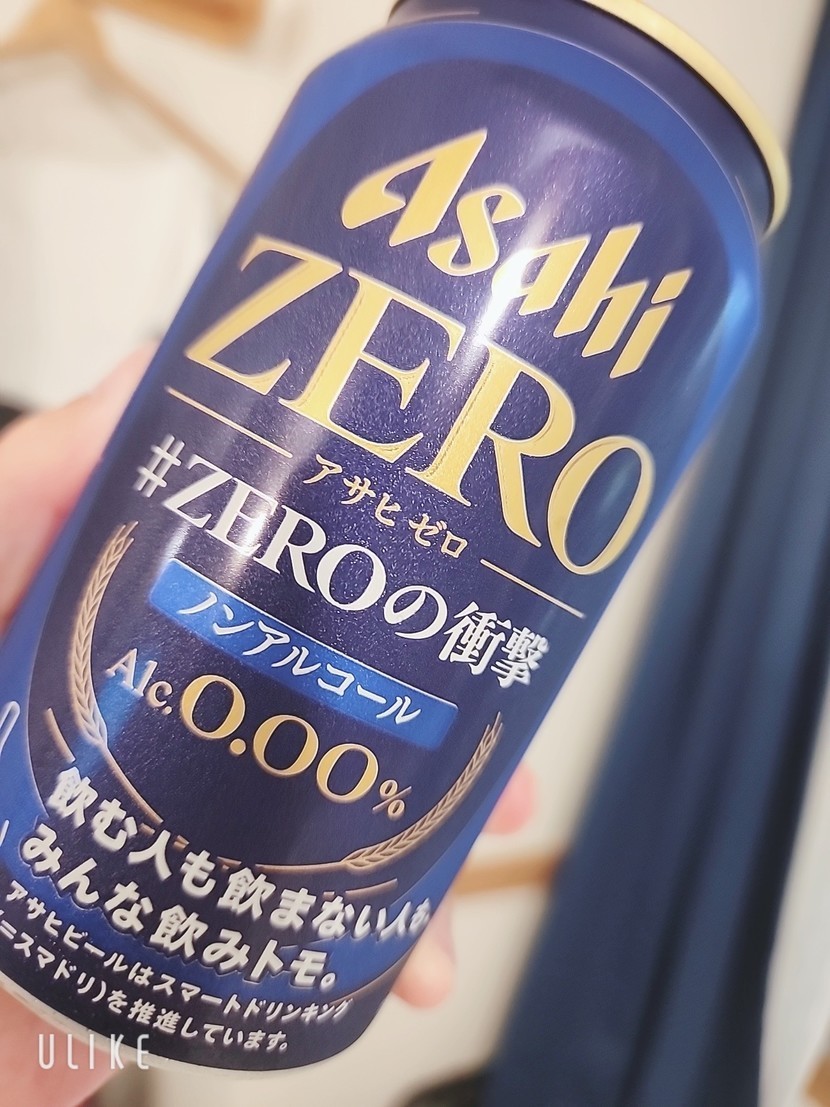 Asahi
ZERO
アサヒ ゼロ
#ZEROの衝撃
ノンアルコール
Alc.0.00%
飲む人も飲まない人も
みんな飲みトモ。
アサヒビールはスマートドリンキング
(=スマドリ)を推進しています。
ULIKE